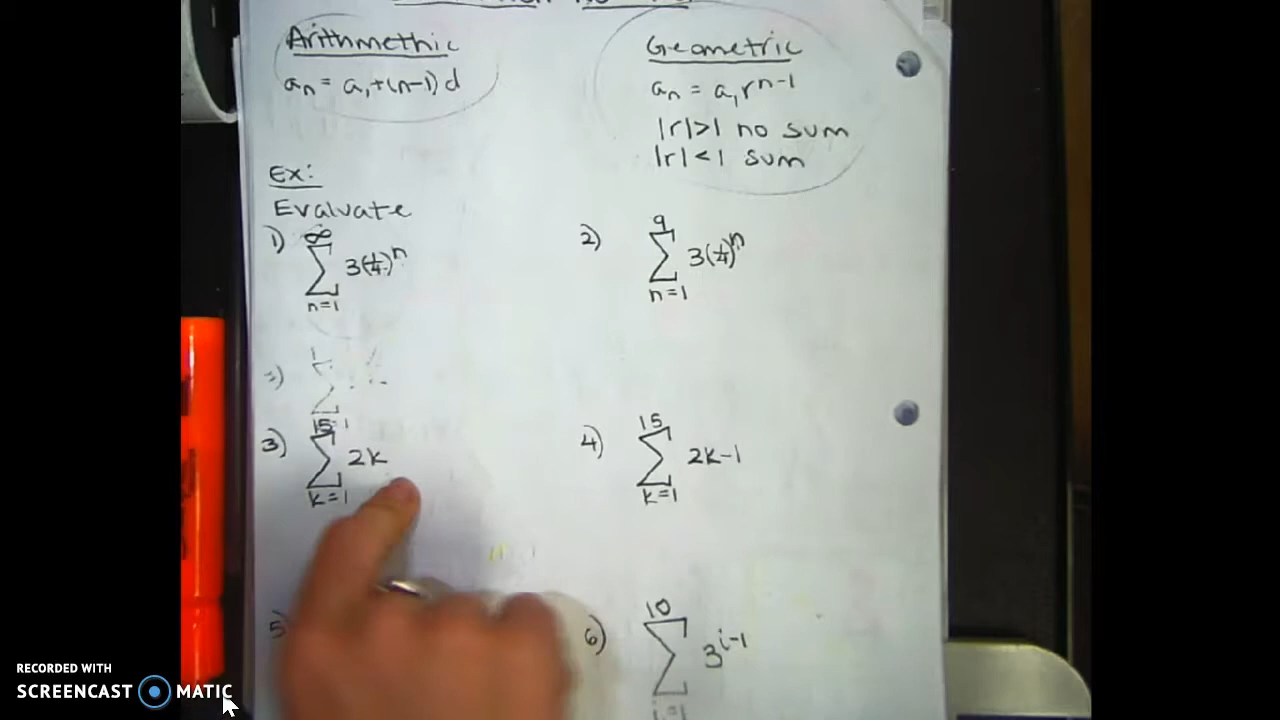 Arithmethic
aₙ = a₁+(n-1)d
Geometric
aₙ = a₁rⁿ⁻¹
|r|>1 no sum
|r|<1 sum
Ex:
Evaluate
1) ∞ ∑ n=1 3(1/4)ⁿ
2) 9 ∑ n=1 3(1/4)ⁿ
3) 15 ∑ k=1 2k
4) 15 ∑ k=1 2k-1
5)
6) 10 ∑ i=1 3ⁱ⁻¹
RECORDED WITH
SCREENCAST MATIC